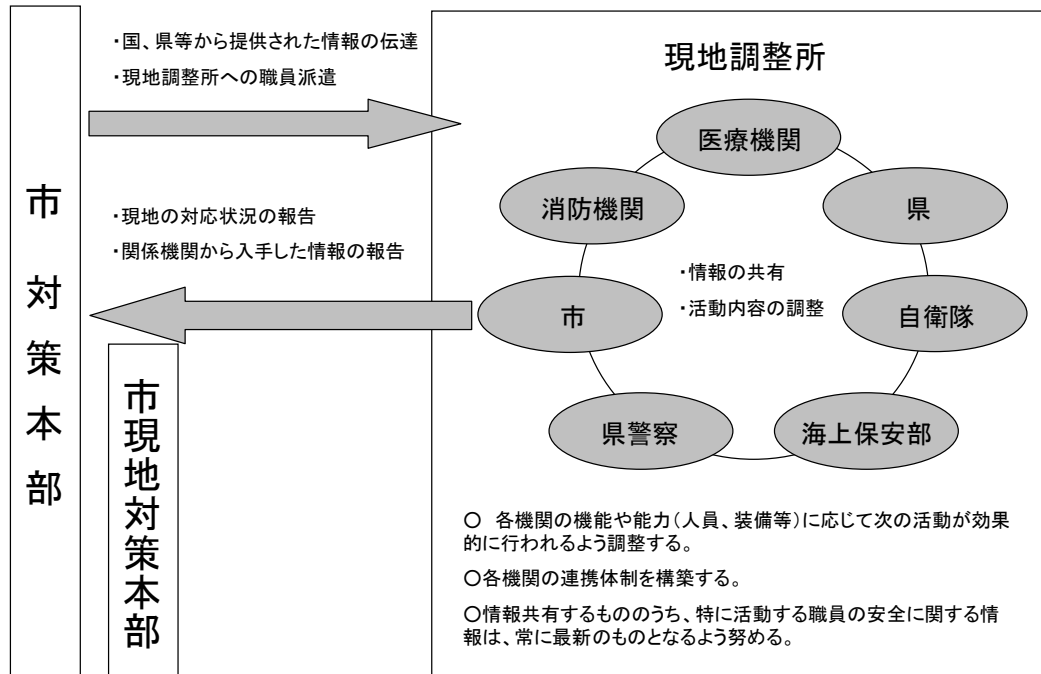 市対策本部
・国、県等から提供された情報の伝達
・現地調整所への職員派遣
・現地の対応状況の報告
・関係機関から入手した情報の報告
市現地対策本部
現地調整所
医療機関
消防機関
県
・情報の共有
・活動内容の調整
市
自衛隊
県警察
海上保安部
○　各機関の機能や能力（人員、装備等）に応じて次の活動が効果
的に行われるよう調整する。
○各機関の連携体制を構築する。
○情報共有するもののうち、特に活動する職員の安全に関する情
報は、常に最新のものとなるよう努める。